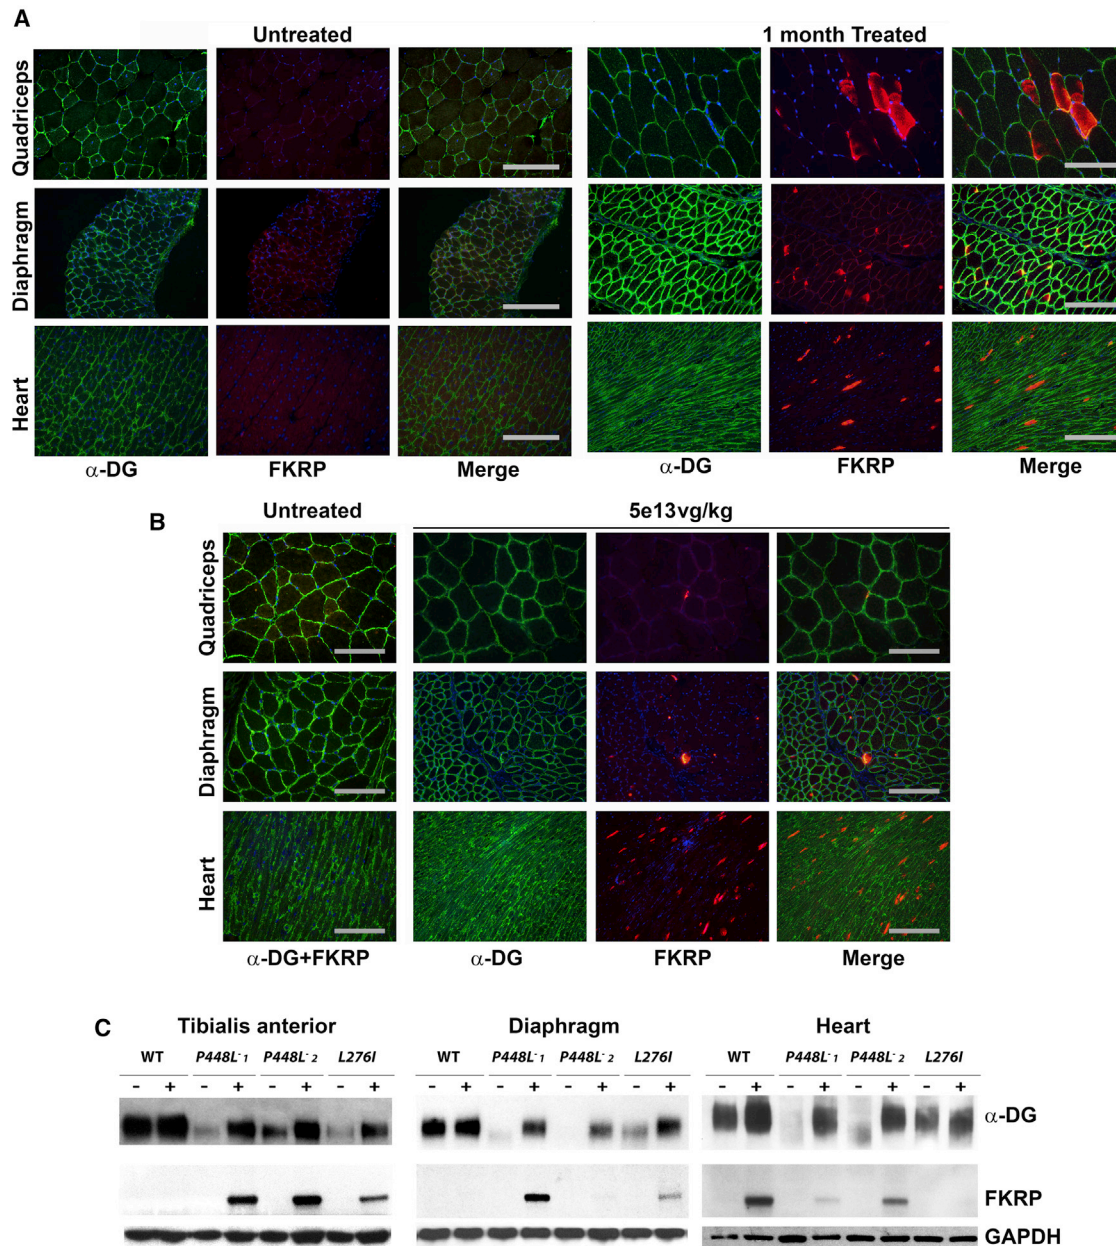 A
Untreated
1 month Treated
Quadriceps
Diaphragm
Heart
α-DG FKRP Merge α-DG FKRP Merge
B
Untreated
5e13vg/kg
Quadriceps
Diaphragm
Heart
α-DG+FKRP α-DG FKRP Merge
C
Tibialis anterior Diaphragm Heart
WT P448L-1 P448L-2 L276I WT P448L-1 P448L-2 L276I WT P448L-1 P448L-2 L276I
- + - + - + - + - + - + - + - + - + - + - + - +
α-DG
FKRP
GAPDH